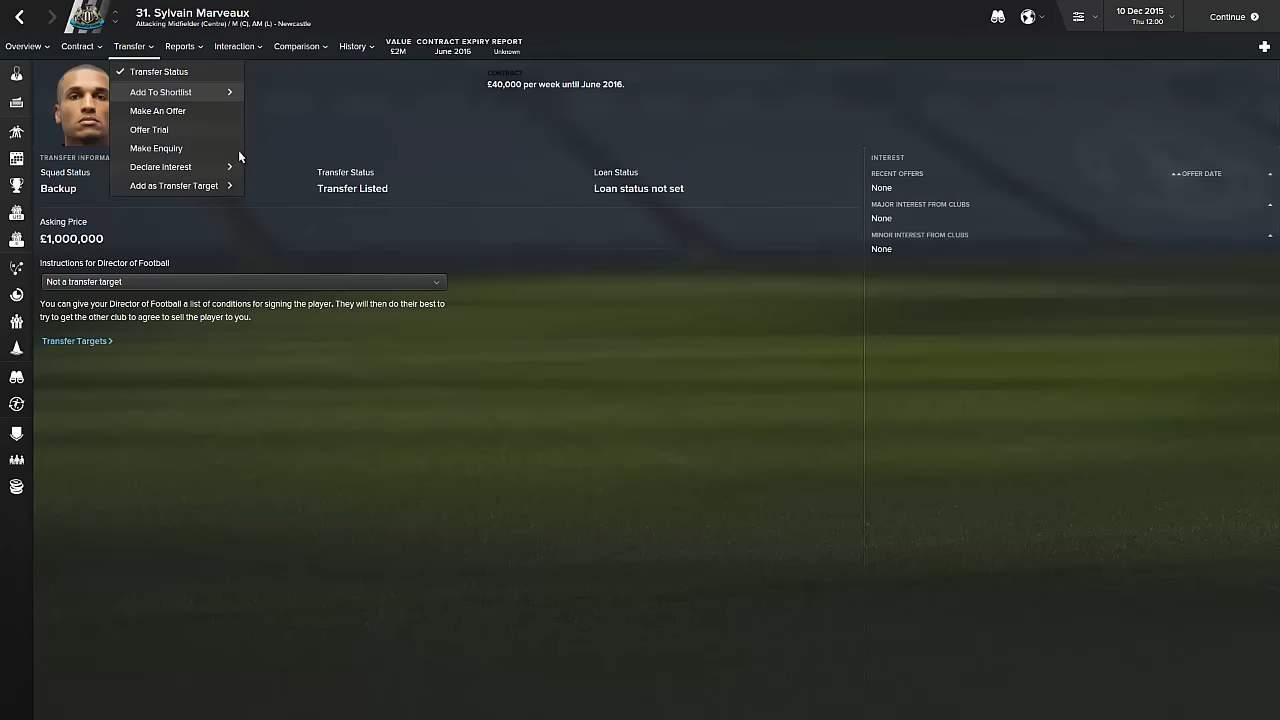 31. Sylvain Marveaux
Attacking Midfielder (Centre) / M (C), AM (L) - Newcastle
10 Dec 2015
Thu 12:00
Continue
Overview
Contract
Transfer
Reports
Interaction
Comparison
History
VALUE CONTRACT EXPIRY REPORT
£2M June 2016 Unknown
Transfer Status
Add To Shortlist
Make An Offer
Offer Trial
Make Enquiry
Declare Interest
Add as Transfer Target
CONTRACT
£40,000 per week until June 2016.
TRANSFER INFORMA
Squad Status
Backup
Transfer Status
Transfer Listed
Loan Status
Loan status not set
Asking Price
£1,000,000
Instructions for Director of Football
Not a transfer target
You can give your Director of Football a list of conditions for signing the player. They will then do their best to
try to get the other club to agree to sell the player to you.
Transfer Targets
INTEREST
RECENT OFFERS
OFFER DATE
None
MAJOR INTEREST FROM CLUBS
None
MINOR INTEREST FROM CLUBS
None